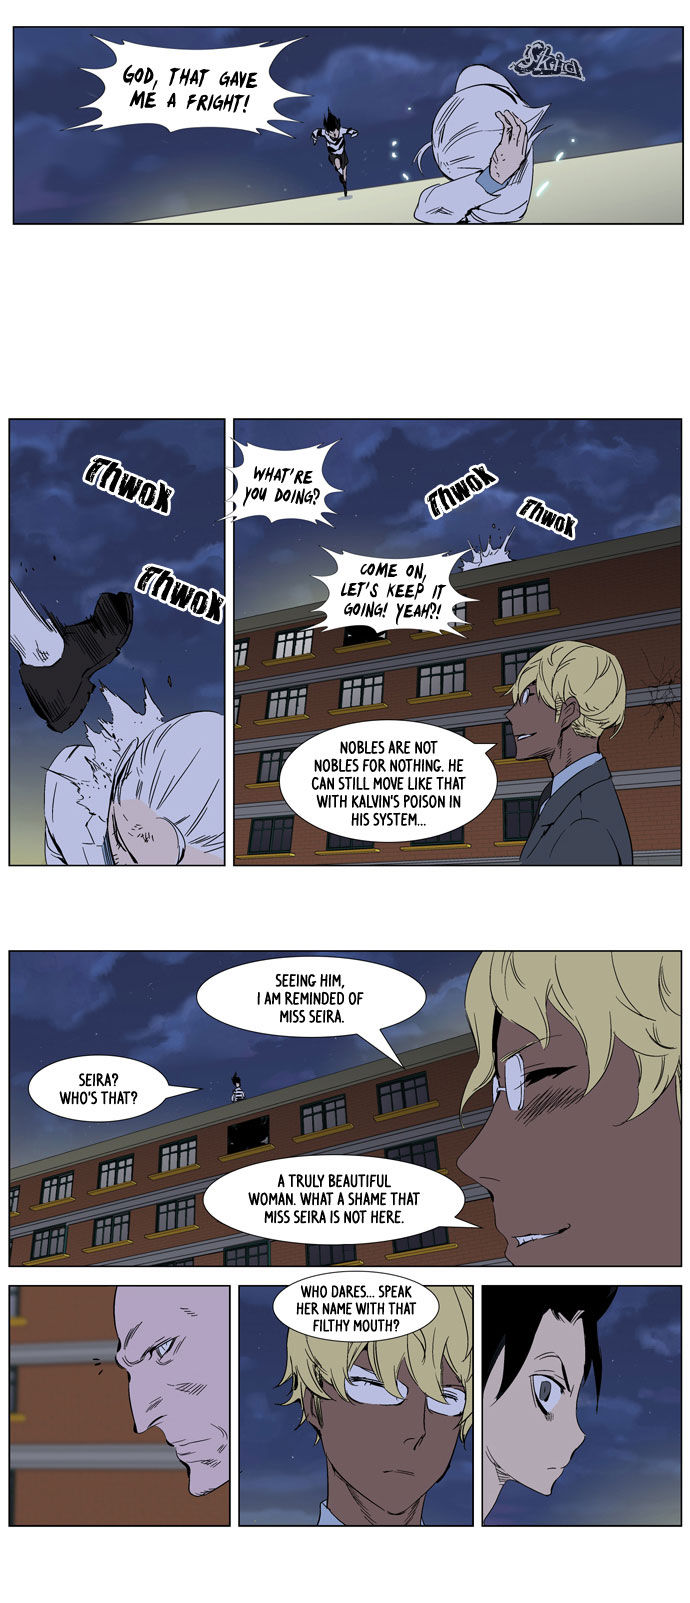 Skrid
GOD, THAT GAVE
ME A FRIGHT!
Thwok
Thwok
WHAT'RE
YOU DOING?
Thwok
Thwok
COME ON,
LET'S KEEP IT
GOING! YEAH?!
NOBLES ARE NOT
NOBLES FOR NOTHING. HE
CAN STILL MOVE LIKE THAT
WITH KALVIN'S POISON IN
HIS SYSTEM...
SEEING HIM,
I AM REMINDED OF
MISS SEIRA.
SEIRA?
WHO'S THAT?
A TRULY BEAUTIFUL
WOMAN. WHAT A SHAME THAT
MISS SEIRA IS NOT HERE.
WHO DARES... SPEAK
HER NAME WITH THAT
FILTHY MOUTH?